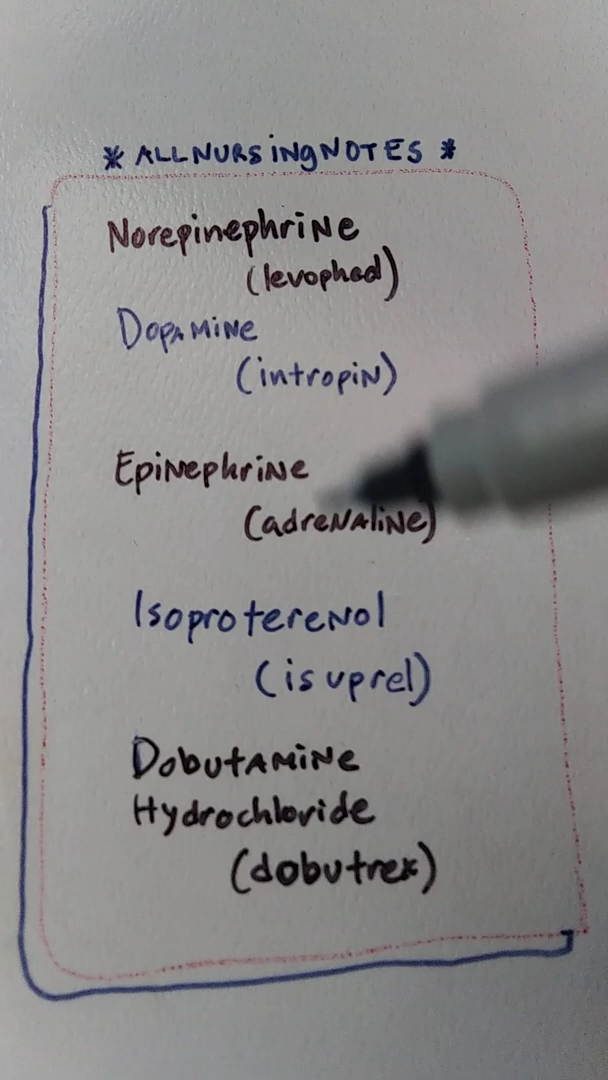 * ALLNURSINGNOTES *
Norepinephrine
(levophed)
Dopamine
(intropin)
Epinephrine
(adrenaline)
Isoproterenol
(isuprel)
Dobutamine
Hydrochloride
(dobutrex)